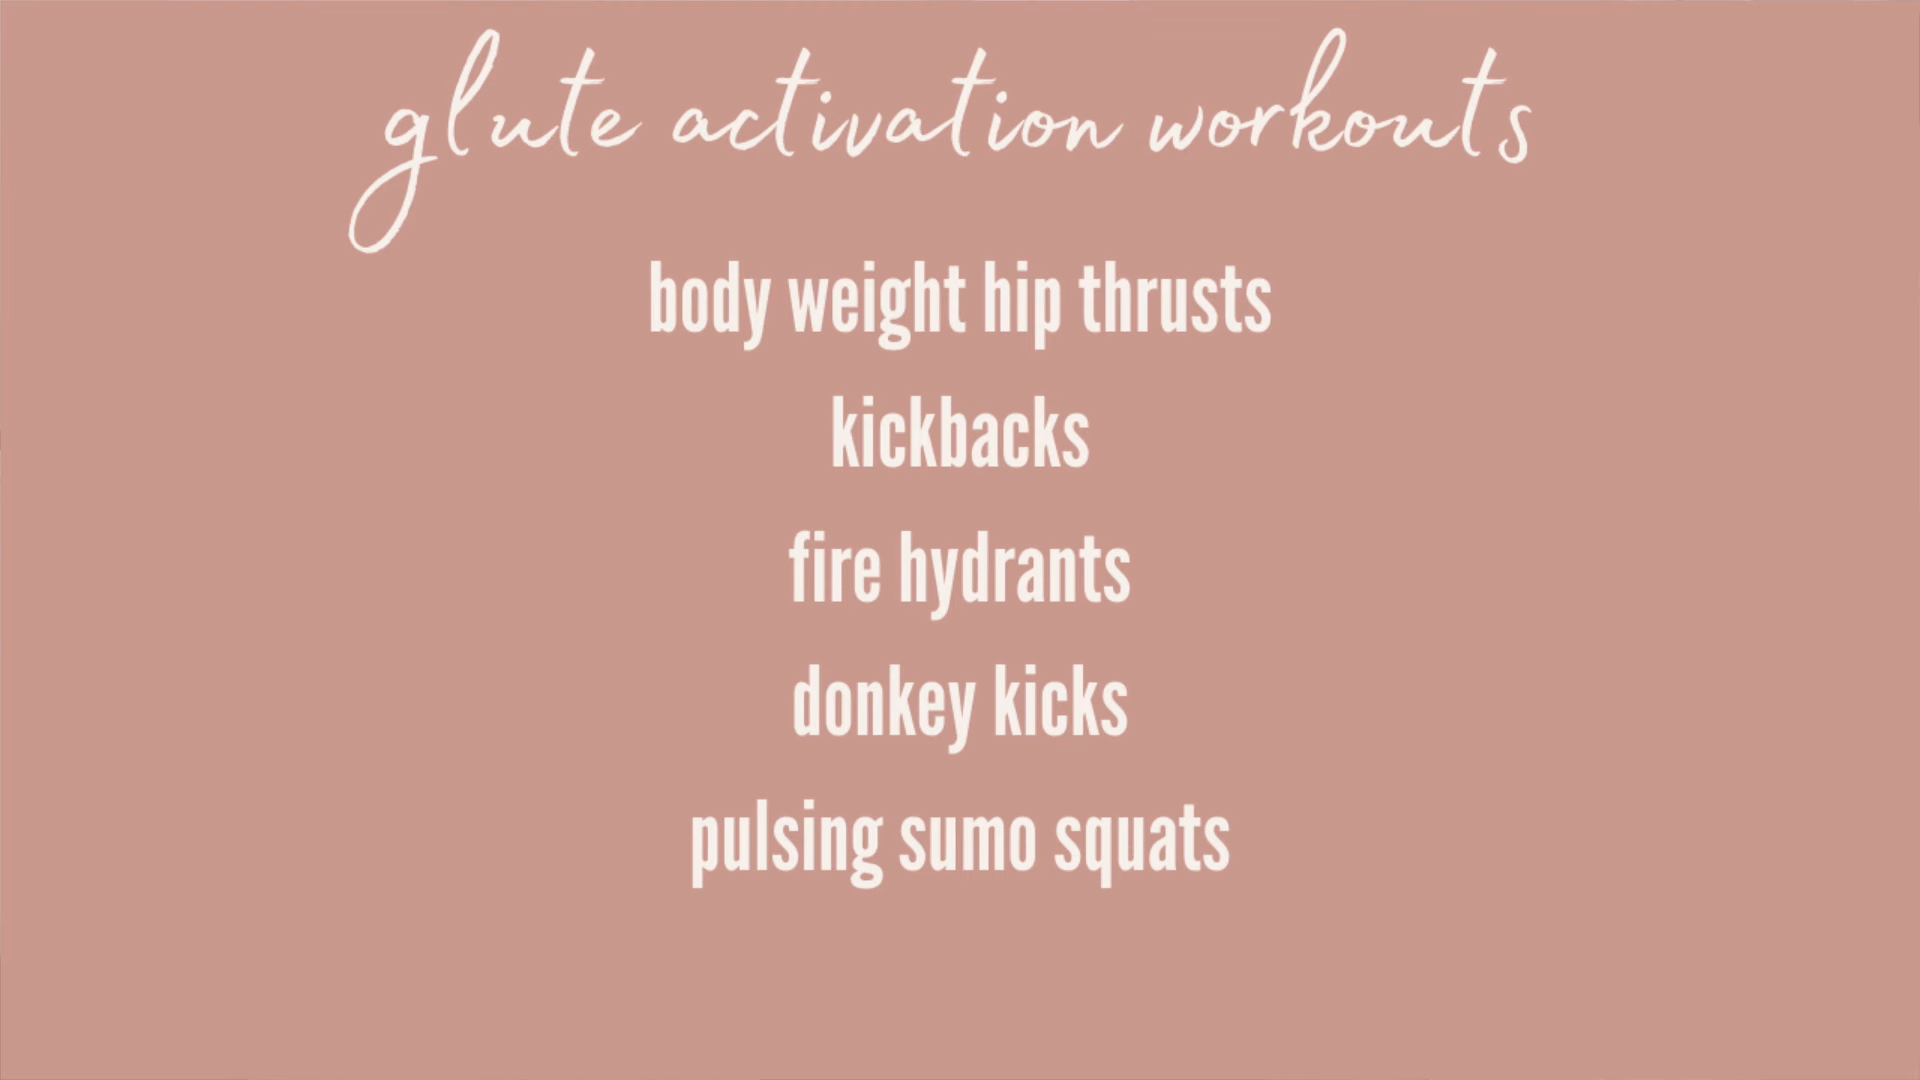 glute activation workouts
body weight hip thrusts
kickbacks
fire hydrants
donkey kicks
pulsing sumo squats